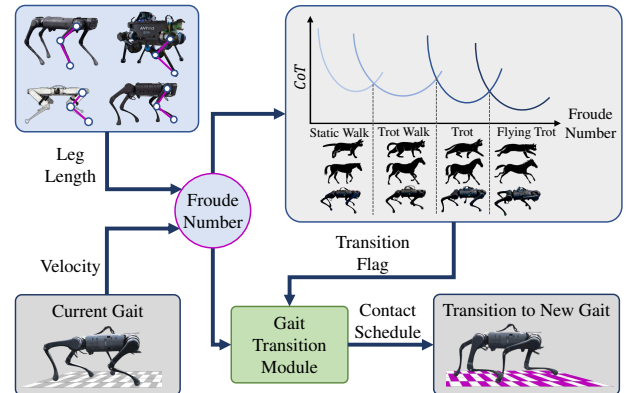 CoT
Froude
Number
Static Walk
Trot Walk
Trot
Flying Trot
Leg
Length
Froude
Number
Velocity
Transition
Flag
Current Gait
Gait
Transition
Module
Contact
Schedule
Transition to New Gait